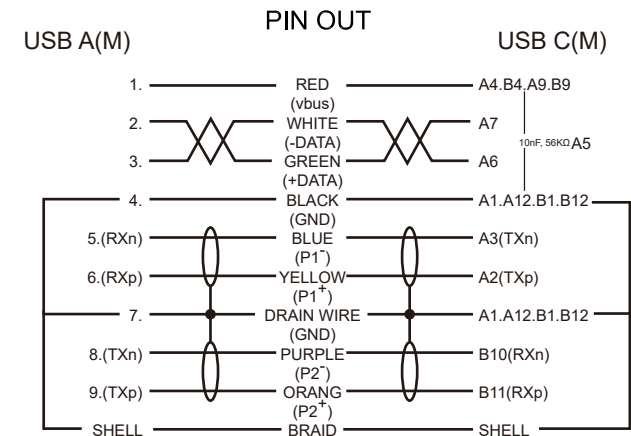 PIN OUT
USB A(M) USB C(M)
1. RED A4.B4.A9.B9
(vbus)
2. WHITE A7
(-DATA) 10nF, 56KΩ A5
3. GREEN A6
(+DATA)
4. BLACK A1.A12.B1.B12
(GND)
5.(RXn) BLUE A3(TXn)
(P1-)
6.(RXp) YELLOW A2(TXp)
(P1+)
7. DRAIN WIRE A1.A12.B1.B12
(GND)
8.(TXn) PURPLE B10(RXn)
(P2-)
9.(TXp) ORANG B11(RXp)
(P2+)
SHELL BRAID SHELL